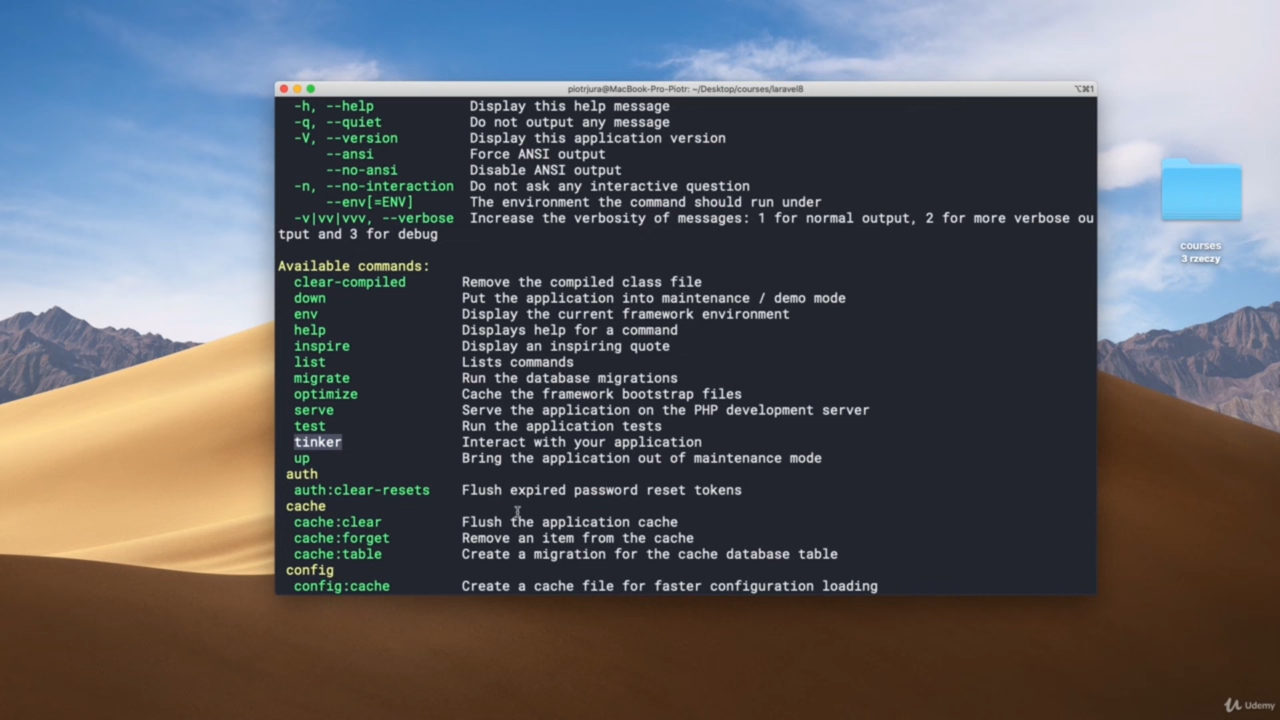 piotrjura@MacBook-Pro-Piotr: ~/Desktop/courses/laravel8 ⌥⌘1
-h, --help Display this help message
-q, --quiet Do not output any message
-V, --version Display this application version
--ansi Force ANSI output
--no-ansi Disable ANSI output
-n, --no-interaction Do not ask any interactive question
--env[=ENV] The environment the command should run under
-v|vv|vvv, --verbose Increase the verbosity of messages: 1 for normal output, 2 for more verbose ou
tput and 3 for debug
Available commands:
clear-compiled Remove the compiled class file
down Put the application into maintenance / demo mode
env Display the current framework environment
help Displays help for a command
inspire Display an inspiring quote
list Lists commands
migrate Run the database migrations
optimize Cache the framework bootstrap files
serve Serve the application on the PHP development server
test Run the application tests
tinker Interact with your application
up Bring the application out of maintenance mode
auth
auth:clear-resets Flush expired password reset tokens
cache
cache:clear Flush the application cache
cache:forget Remove an item from the cache
cache:table Create a migration for the cache database table
config
config:cache Create a cache file for faster configuration loading
courses
3 rzeczy
Udemy